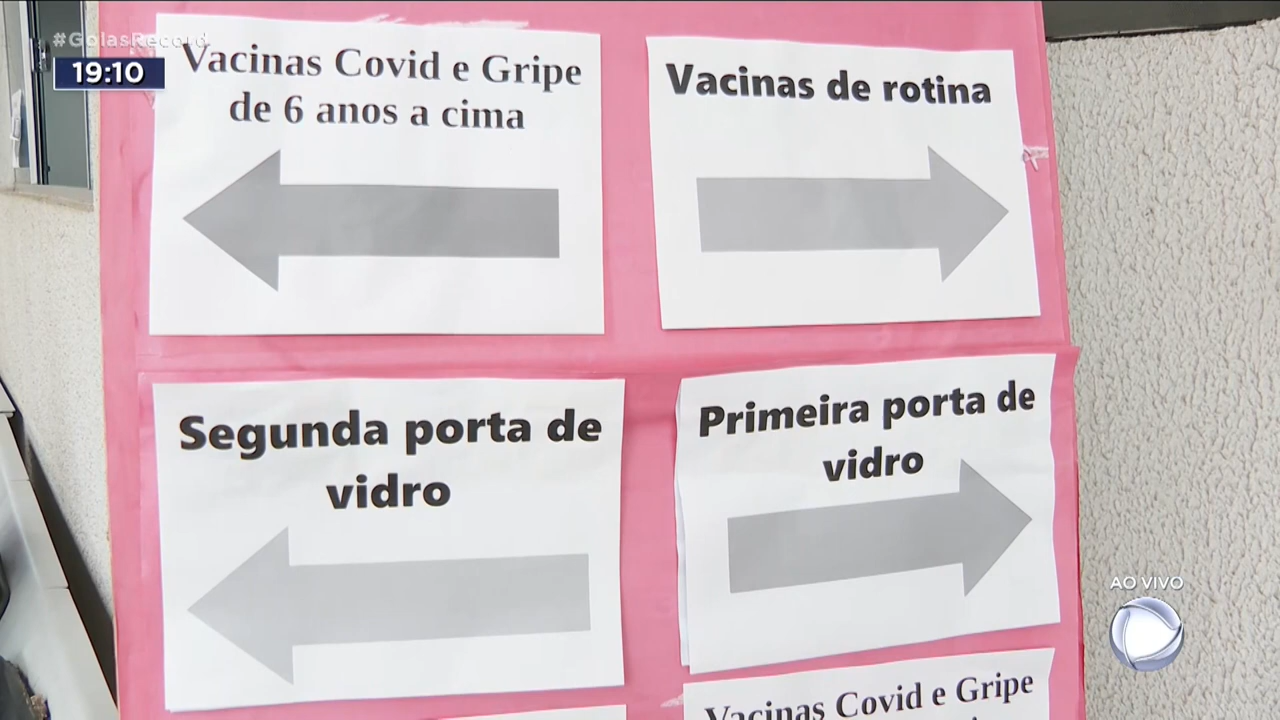 #GoiásRecord
19:10
Vacinas Covid e Gripe
de 6 anos a cima
Vacinas de rotina
Segunda porta de
vidro
Primeira porta de
vidro
AO VIVO
Vacinas Covid e Gripe